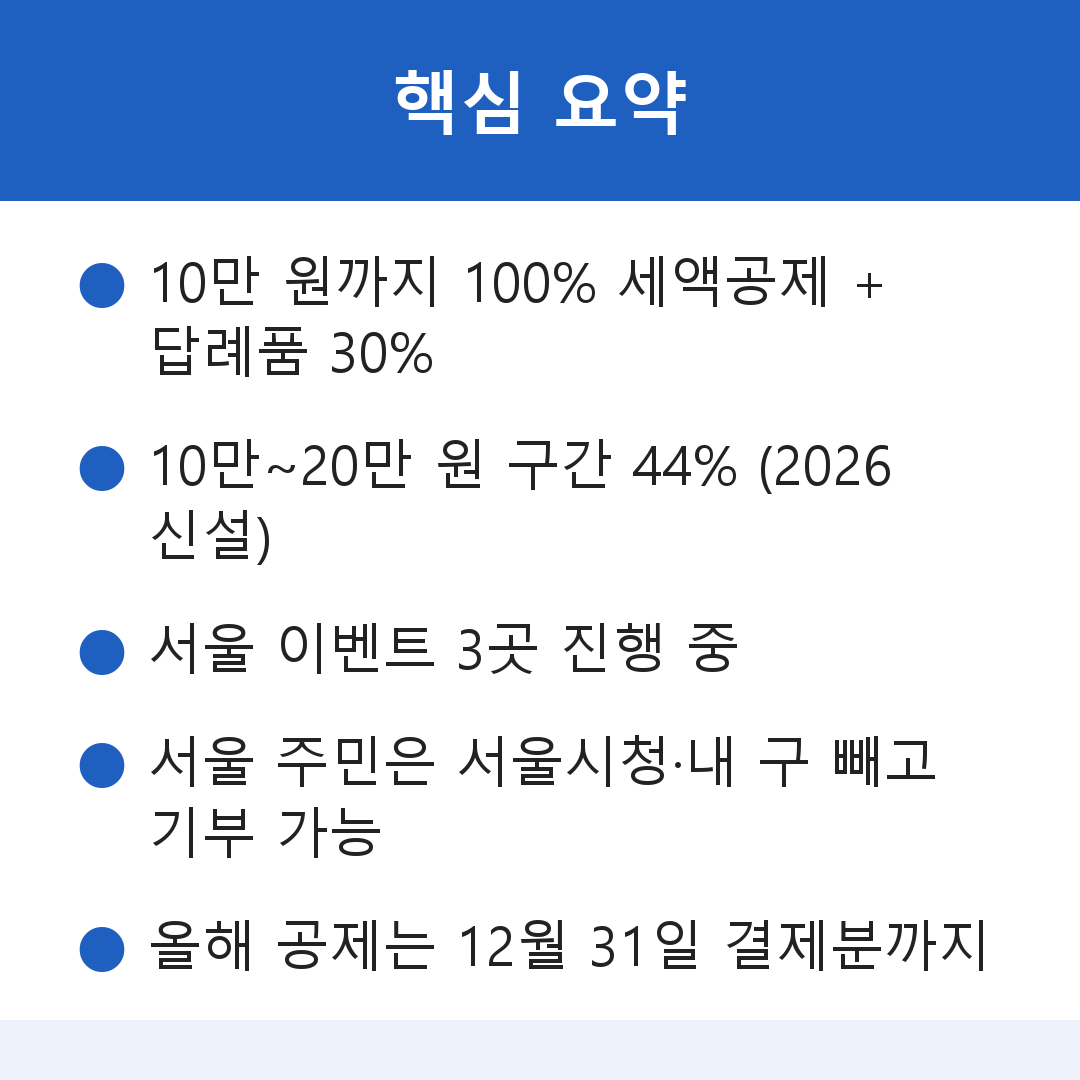 핵심 요약
● 10만 원까지 100% 세액공제 +
답례품 30%
● 10만~20만 원 구간 44% (2026
신설)
● 서울 이벤트 3곳 진행 중
● 서울 주민은 서울시청·내 구 빼고
기부 가능
● 올해 공제는 12월 31일 결제분까지